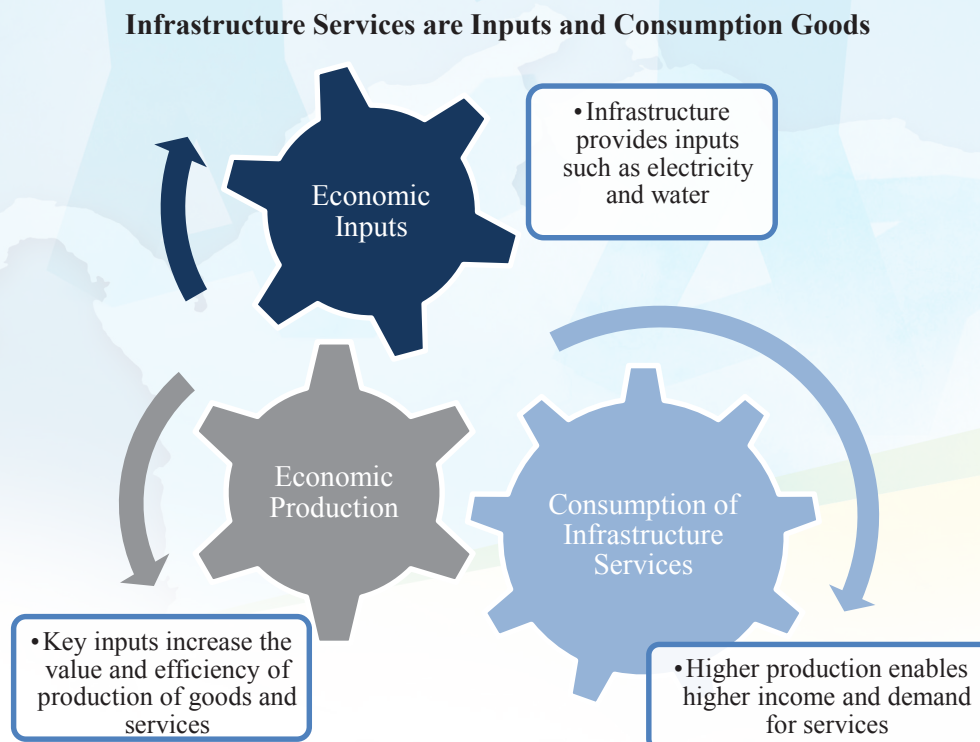 Infrastructure Services are Inputs and Consumption Goods
Economic
Inputs
•Infrastructure
provides inputs
such as electricity
and water
Economic
Production
Consumption of
Infrastructure
Services
•Key inputs increase the
value and efficiency of
production of goods and
services
•Higher production enables
higher income and demand
for services